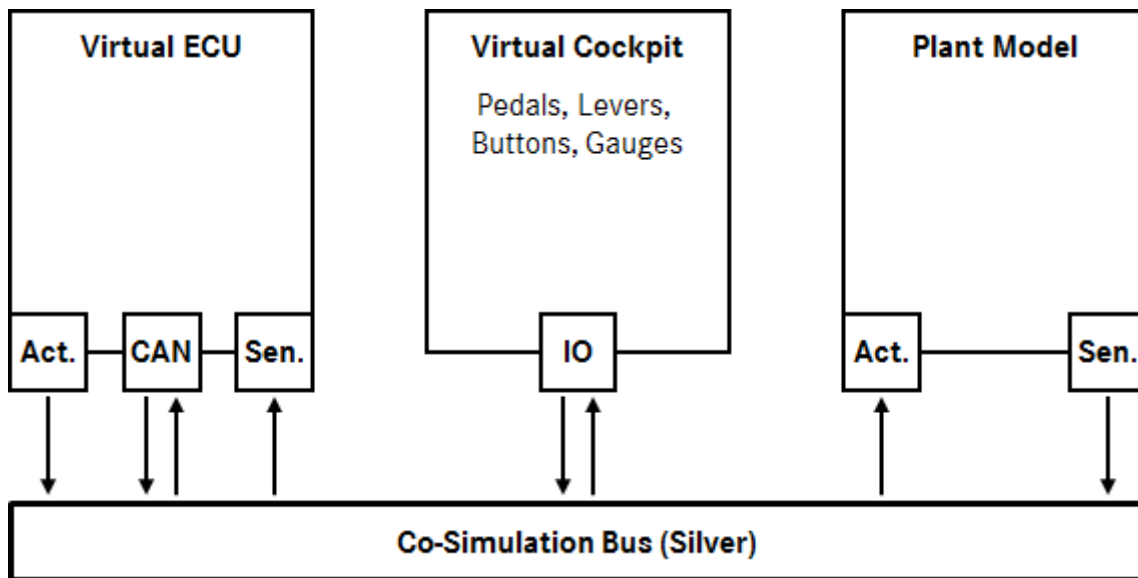 Virtual ECU
Virtual Cockpit
Plant Model
Pedals, Levers,
Buttons, Gauges
Act.
CAN
Sen.
IO
Act.
Sen.
Co-Simulation Bus (Silver)